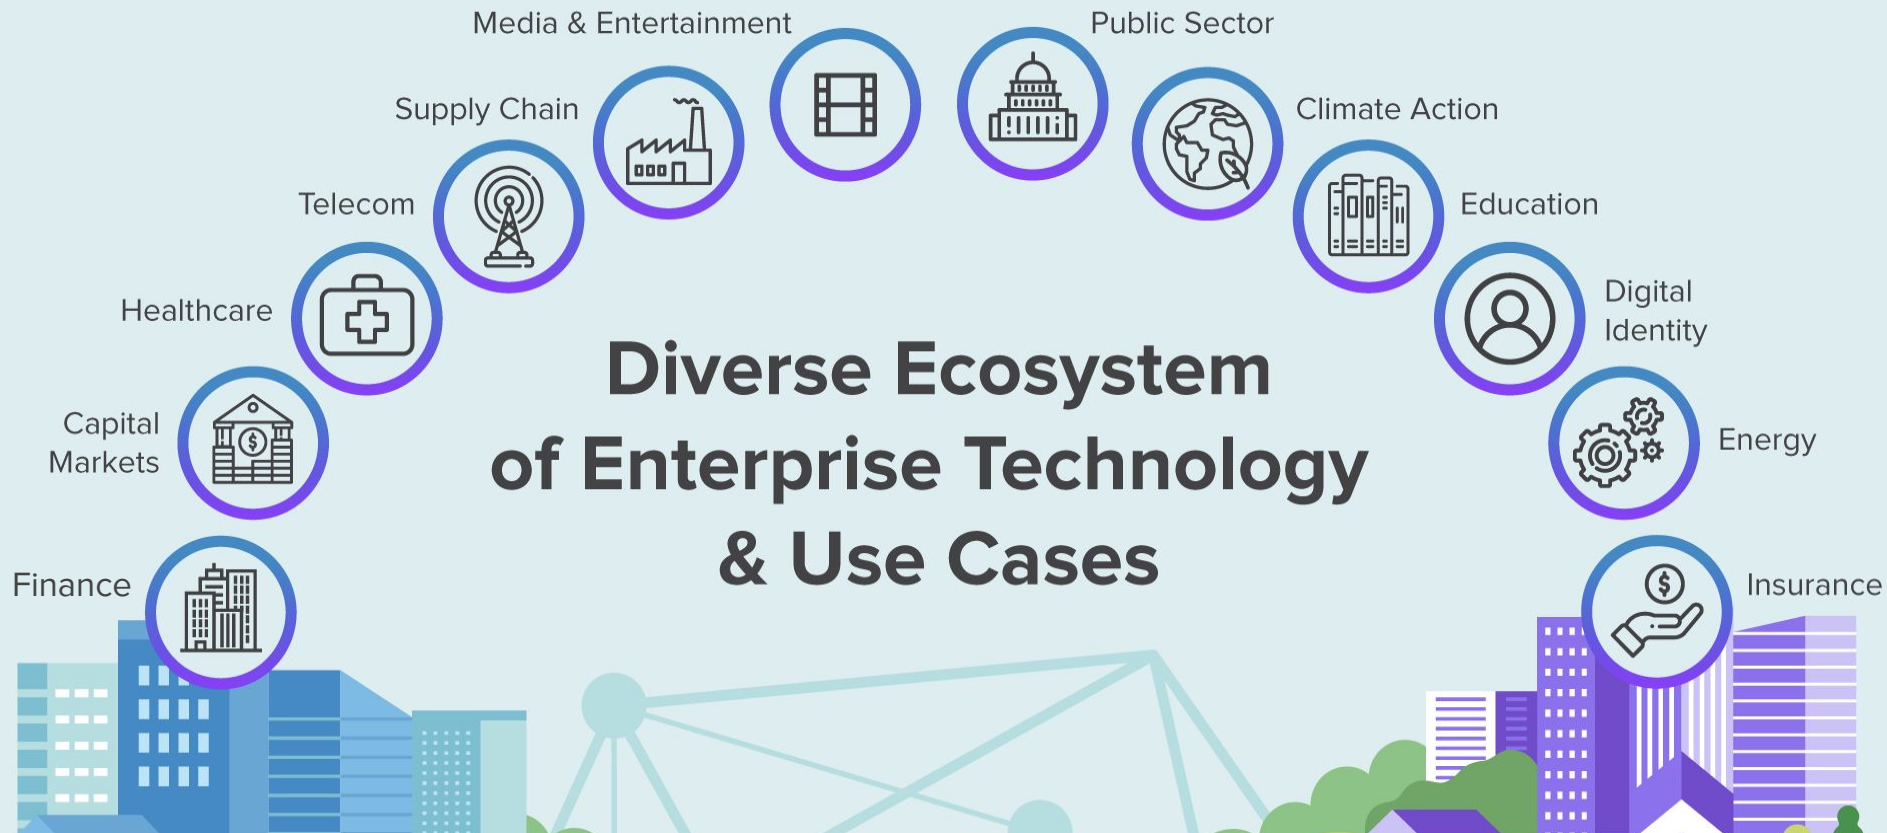 Media & Entertainment
Public Sector
Supply Chain
Climate Action
Telecom
Education
Healthcare
Digital
Identity
Capital
Markets
Energy
Diverse Ecosystem
of Enterprise Technology
& Use Cases
Finance
Insurance